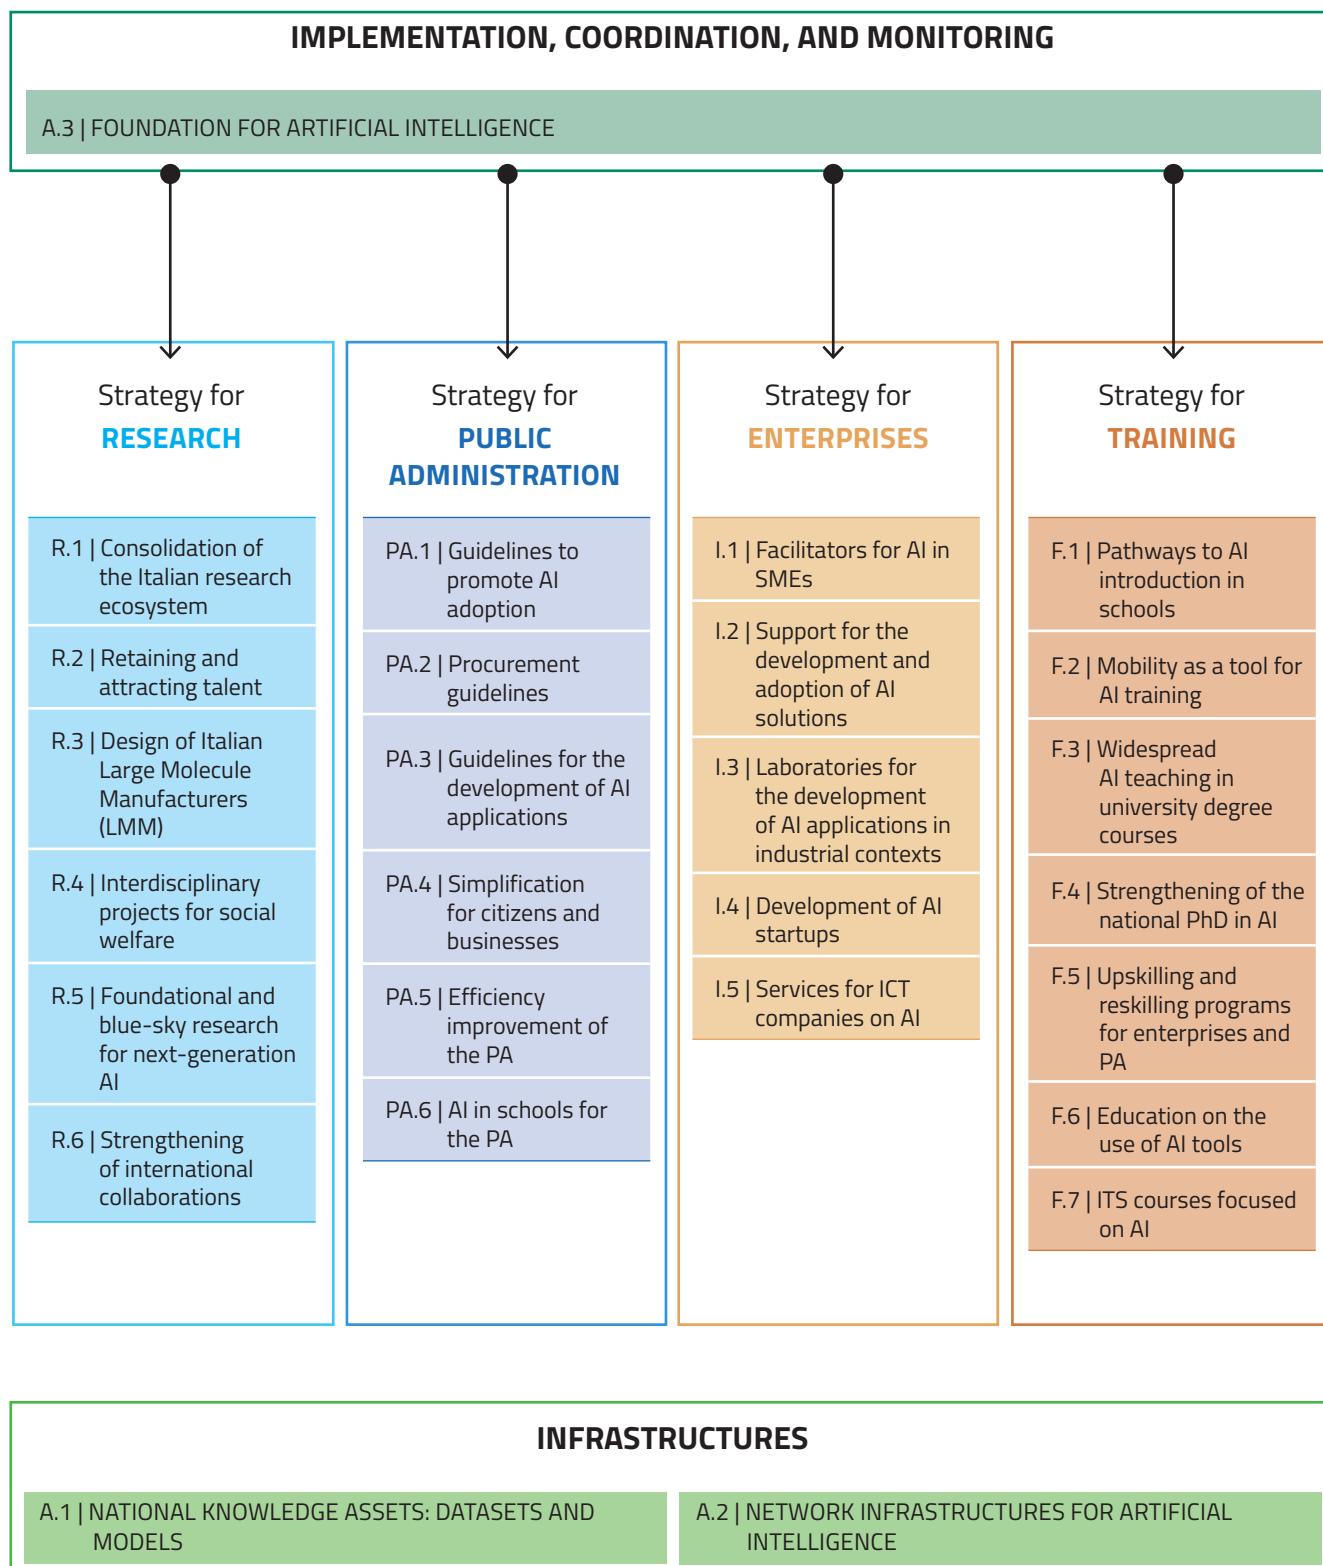 IMPLEMENTATION, COORDINATION, AND MONITORING
A.3 | FOUNDATION FOR ARTIFICIAL INTELLIGENCE
Strategy for
RESEARCH
R.1 | Consolidation of
the Italian research
ecosystem
R.2 | Retaining and
attracting talent
R.3 | Design of Italian
Large Molecule
Manufacturers
(LMM)
R.4 | Interdisciplinary
projects for social
welfare
R.5 | Foundational and
blue-sky research
for next-generation
AI
R.6 | Strengthening
of international
collaborations
Strategy for
PUBLIC
ADMINISTRATION
PA.1 | Guidelines to
promote AI
adoption
PA.2 | Procurement
guidelines
PA.3 | Guidelines for the
development of AI
applications
PA.4 | Simplification
for citizens and
businesses
PA.5 | Efficiency
improvement of
the PA
PA.6 | AI in schools for
the PA
Strategy for
ENTERPRISES
I.1 | Facilitators for AI in
SMEs
I.2 | Support for the
development and
adoption of AI
solutions
I.3 | Laboratories for
the development
of AI applications in
industrial contexts
I.4 | Development of AI
startups
I.5 | Services for ICT
companies on AI
Strategy for
TRAINING
F.1 | Pathways to AI
introduction in
schools
F.2 | Mobility as a tool for
AI training
F.3 | Widespread
AI teaching in
university degree
courses
F.4 | Strengthening of the
national PhD in AI
F.5 | Upskilling and
reskilling programs
for enterprises and
PA
F.6 | Education on the
use of AI tools
F.7 | ITS courses focused
on AI
INFRASTRUCTURES
A.1 | NATIONAL KNOWLEDGE ASSETS: DATASETS AND
MODELS
A.2 | NETWORK INFRASTRUCTURES FOR ARTIFICIAL
INTELLIGENCE